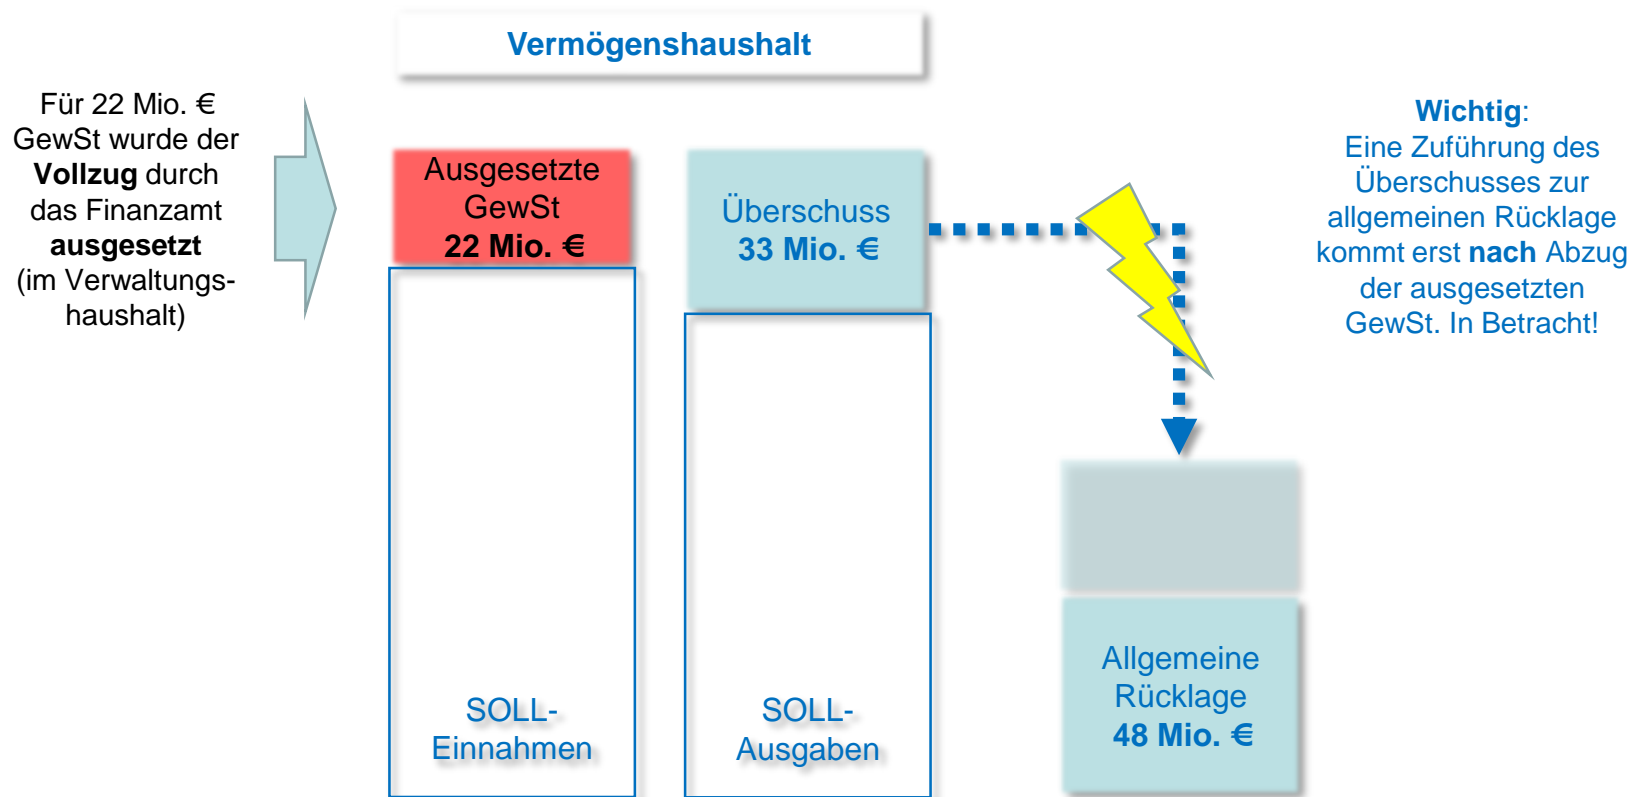 Vermögenshaushalt
Für 22 Mio. €
GewSt wurde der
Vollzug durch
das Finanzamt
ausgesetzt
(im Verwaltungs-
haushalt)
Ausgesetzte
GewSt
22 Mio. €
SOLL-
Einnahmen
Überschuss
33 Mio. €
SOLL-
Ausgaben
Wichtig:
Eine Zuführung des
Überschusses zur
allgemeinen Rücklage
kommt erst nach Abzug
der ausgesetzten
GewSt. In Betracht!
Allgemeine
Rücklage
48 Mio. €